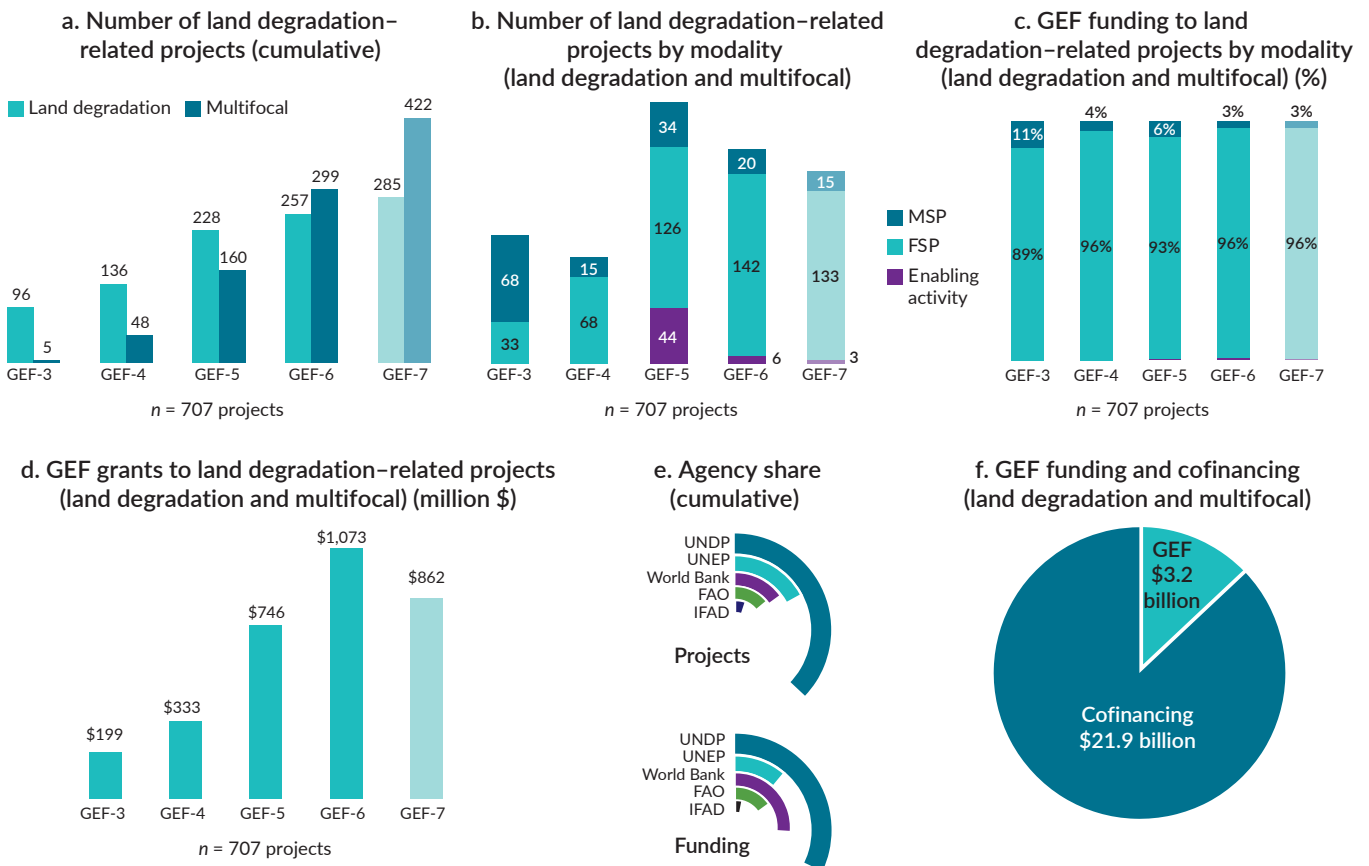 a. Number of land degradation–
related projects (cumulative)
Land degradation
Multifocal
96
5
136
48
228
160
257
299
285
422
GEF-3
GEF-4
GEF-5
GEF-6
GEF-7
n = 707 projects
b. Number of land degradation–related
projects by modality
(land degradation and multifocal)
68
33
15
68
34
126
44
20
142
6
15
133
3
GEF-3
GEF-4
GEF-5
GEF-6
GEF-7
n = 707 projects
MSP
FSP
Enabling
activity
c. GEF funding to land
degradation–related projects by modality
(land degradation and multifocal) (%)
11%
89%
4%
96%
6%
93%
3%
96%
3%
96%
GEF-3
GEF-4
GEF-5
GEF-6
GEF-7
n = 707 projects
d. GEF grants to land degradation–related projects
(land degradation and multifocal) (million $)
$199
$333
$746
$1,073
$862
GEF-3
GEF-4
GEF-5
GEF-6
GEF-7
n = 707 projects
e. Agency share
(cumulative)
UNDP
UNEP
World Bank
FAO
IFAD
Projects
UNDP
UNEP
World Bank
FAO
IFAD
Funding
f. GEF funding and cofinancing
(land degradation and multifocal)
GEF
$3.2
billion
Cofinancing
$21.9 billion